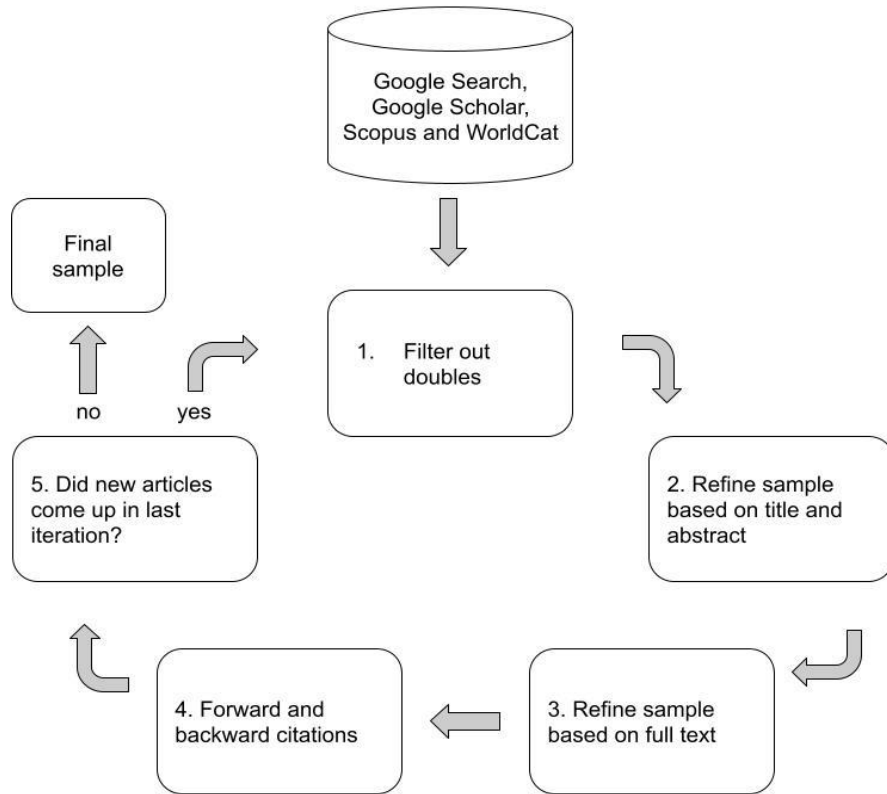 Google Search,
Google Scholar,
Scopus and WorldCat
Final
sample
1. Filter out
doubles
no
yes
5. Did new articles
come up in last
iteration?
2. Refine sample
based on title and
abstract
4. Forward and
backward citations
3. Refine sample
based on full text